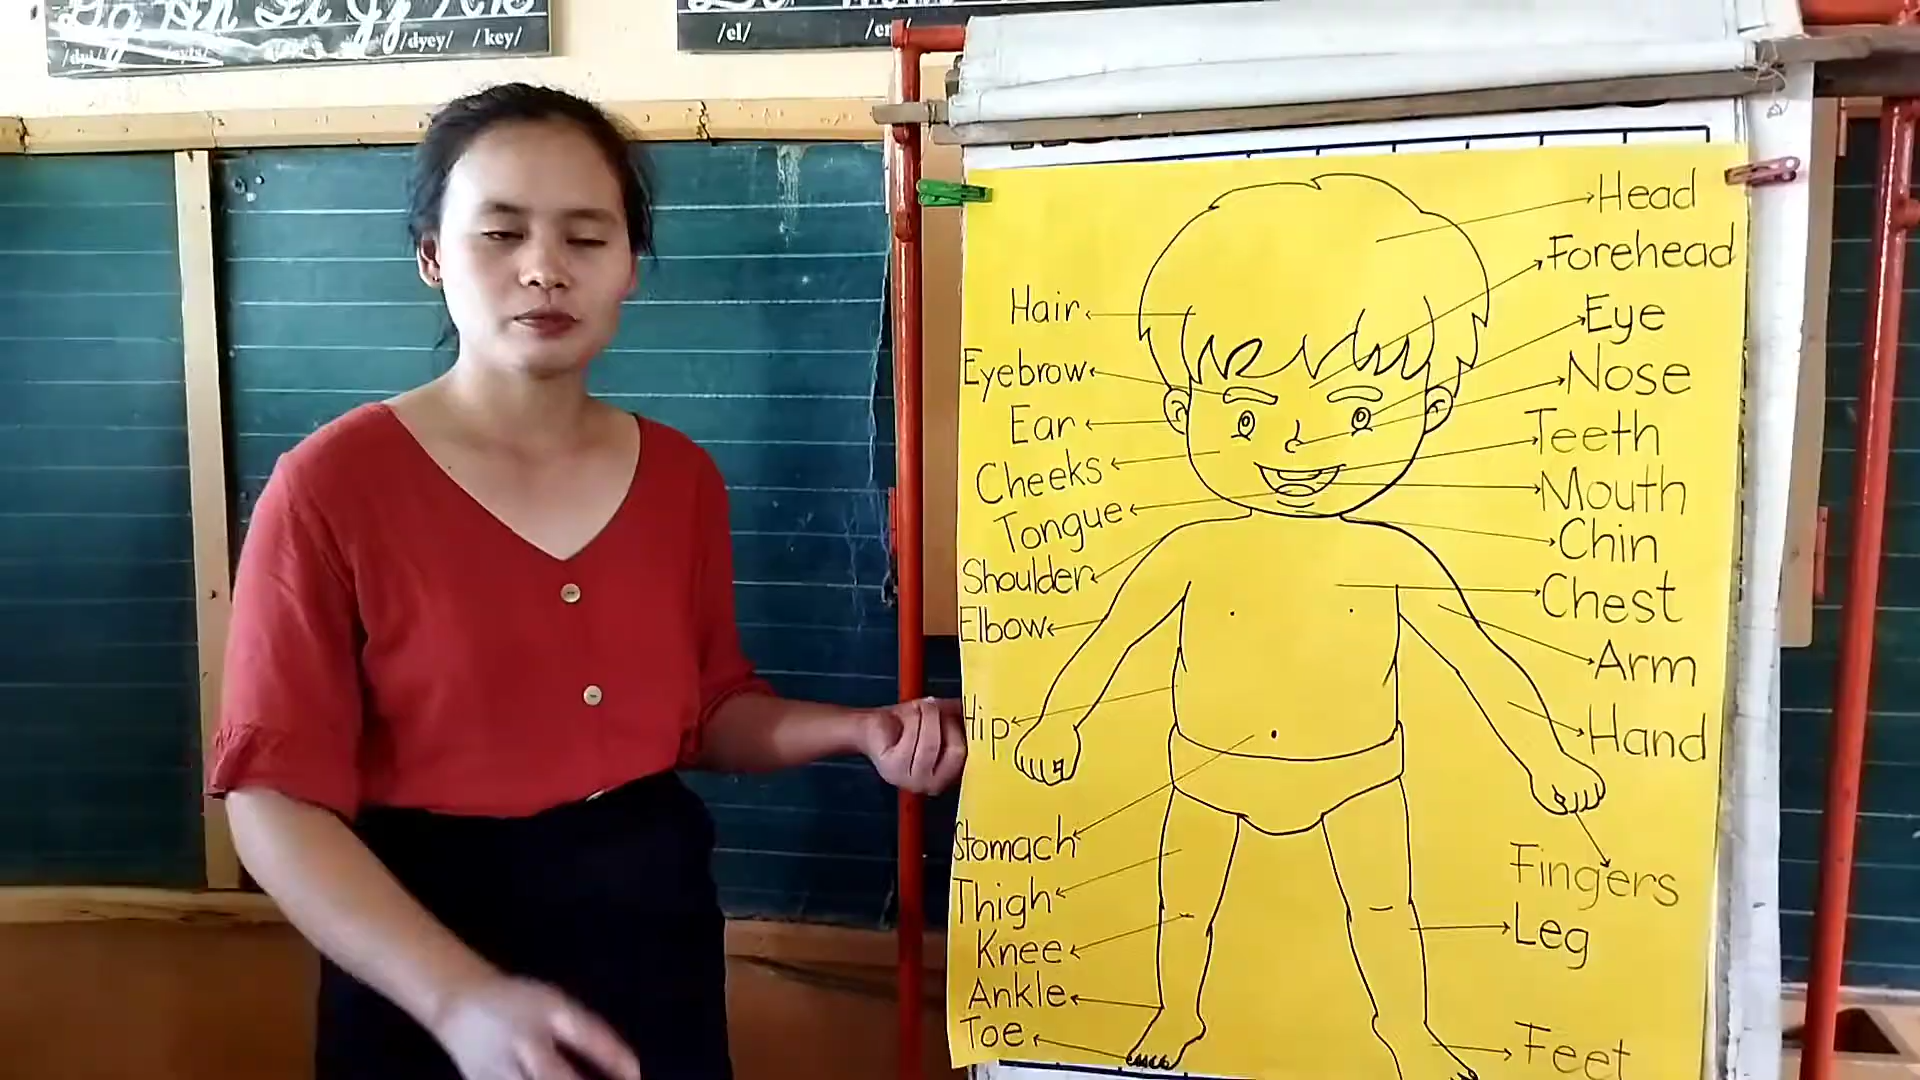 /dyey/ /key/
/el/
Head
Forehead
Hair
Eye
Eyebrow
Nose
Ear
Teeth
Cheeks
Mouth
Tongue
Chin
Shoulder
Chest
Elbow
Arm
Hip
Hand
Stomach
Fingers
Thigh
Leg
Knee
Ankle
Toe
Feet